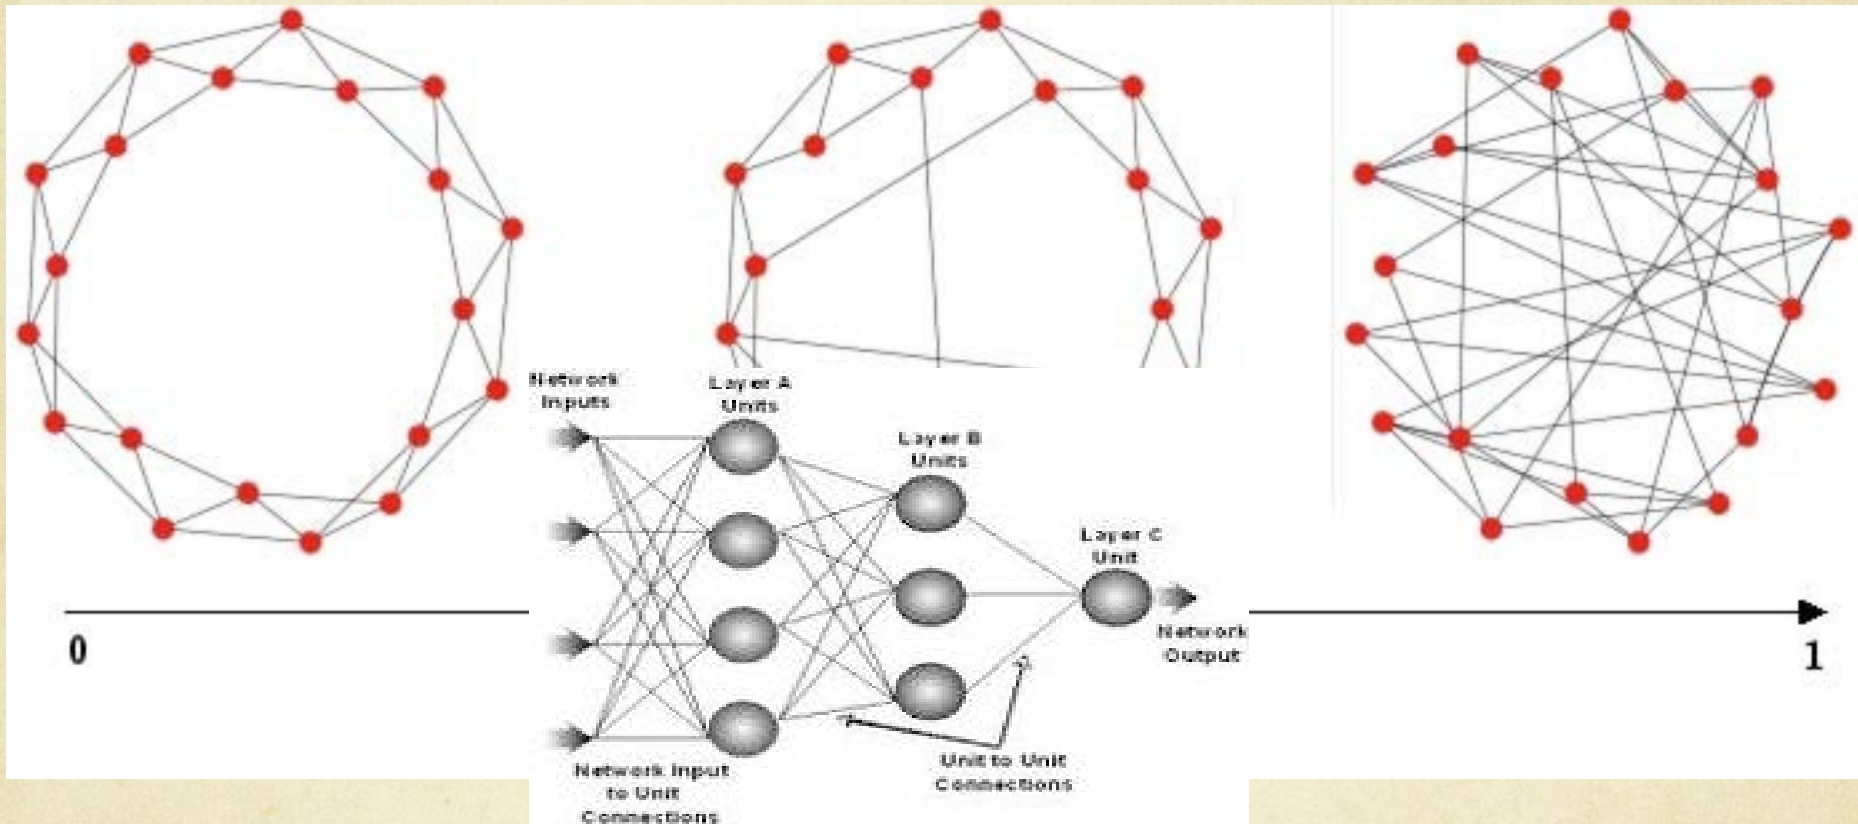 Network
Inputs
Layer A
Units
Layer B
Units
Layer C
Unit
Network
Output
0
1
Unit to Unit
Connections
Network Input
to Unit
Connections